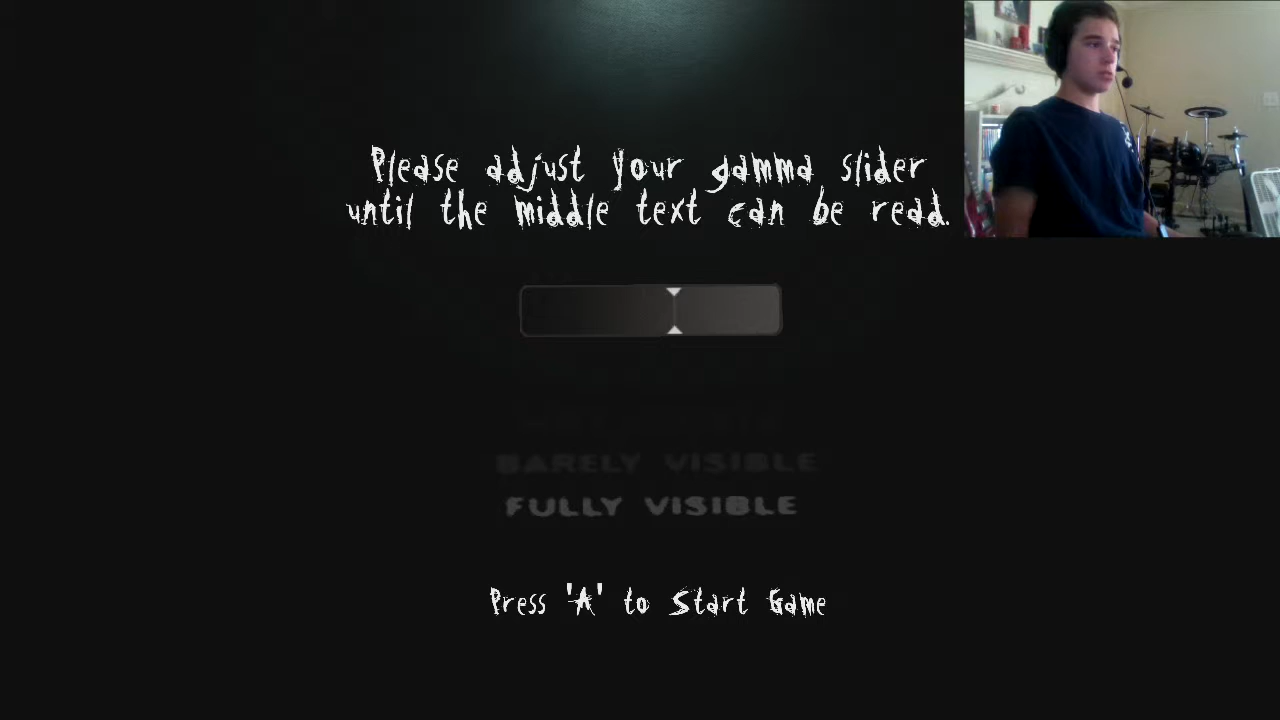 Please adjust your gamma slider
until the middle text can be read.
BARELY VISIBLE
FULLY VISIBLE
Press 'A' to Start Game